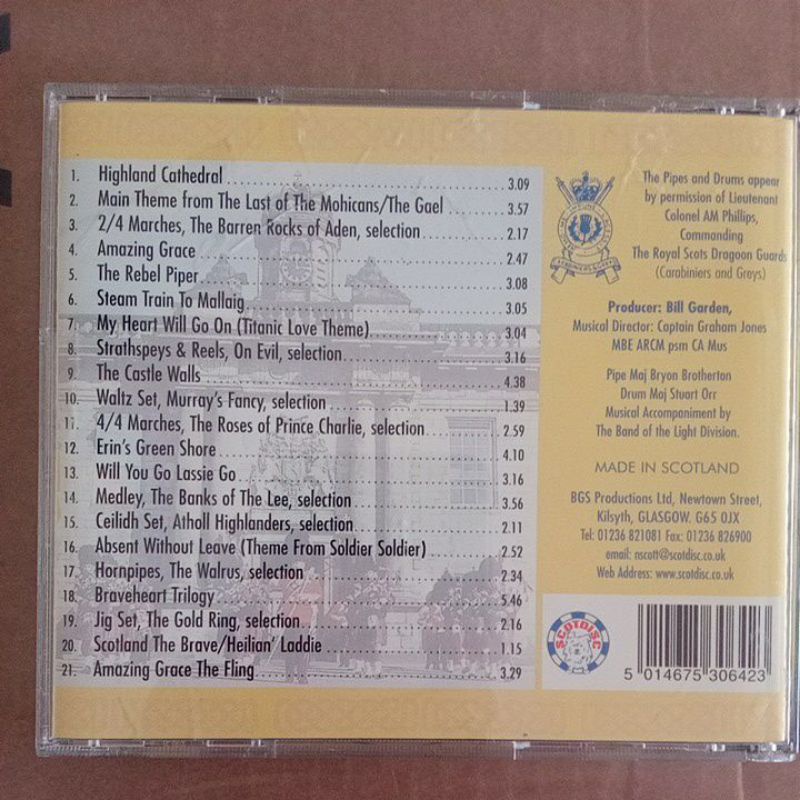 1. Highland Cathedral 3.09
2. Main Theme from The Last of The Mohicans/The Gael 3.57
3. 2/4 Marches, The Barren Rocks of Aden, selection 2.17
4. Amazing Grace 2.47
5. The Rebel Piper 3.08
6. Steam Train To Mallaig 3.05
7. My Heart Will Go On (Titanic Love Theme) 3.04
8. Strathspeys & Reels, On Evil, selection 3.16
9. The Castle Walls 4.38
10. Waltz Set, Murray's Fancy, selection 1.39
11. 4/4 Marches, The Roses of Prince Charlie, selection 2.59
12. Erin's Green Shore 4.10
13. Will You Go Lassie Go 3.16
14. Medley, The Banks of The Lee, selection 3.56
15. Ceilidh Set, Atholl Highlanders, selection 2.11
16. Absent Without Leave (Theme From Soldier Soldier) 2.52
17. Hornpipes, The Walrus, selection 2.34
18. Braveheart Trilogy 5.46
19. Jig Set, The Gold Ring, selection 2.16
20. Scotland The Brave/Heilian' Laddie 1.15
21. Amazing Grace The Fling 3.29
The Pipes and Drums appear
by permission of Lieutenant
Colonel AM Phillips,
Commanding
The Royal Scots Dragoon Guards
(Carabiniers and Greys)
Producer: Bill Garden,
Musical Director: Captain Graham Jones
MBE ARCM psm CA Mus
Pipe Maj Bryon Brotherton
Drum Maj Stuart Orr
Musical Accompaniment by
The Band of the Light Division.
MADE IN SCOTLAND
BGS Productions Ltd, Newtown Street,
Kilsyth, GLASGOW. G65 0JX
Tel: 01236 821081 Fax: 01236 826900
email: nscott@scotdisc.co.uk
Web Address: www.scotdisc.co.uk
SCOTDISC
5 014675 306423